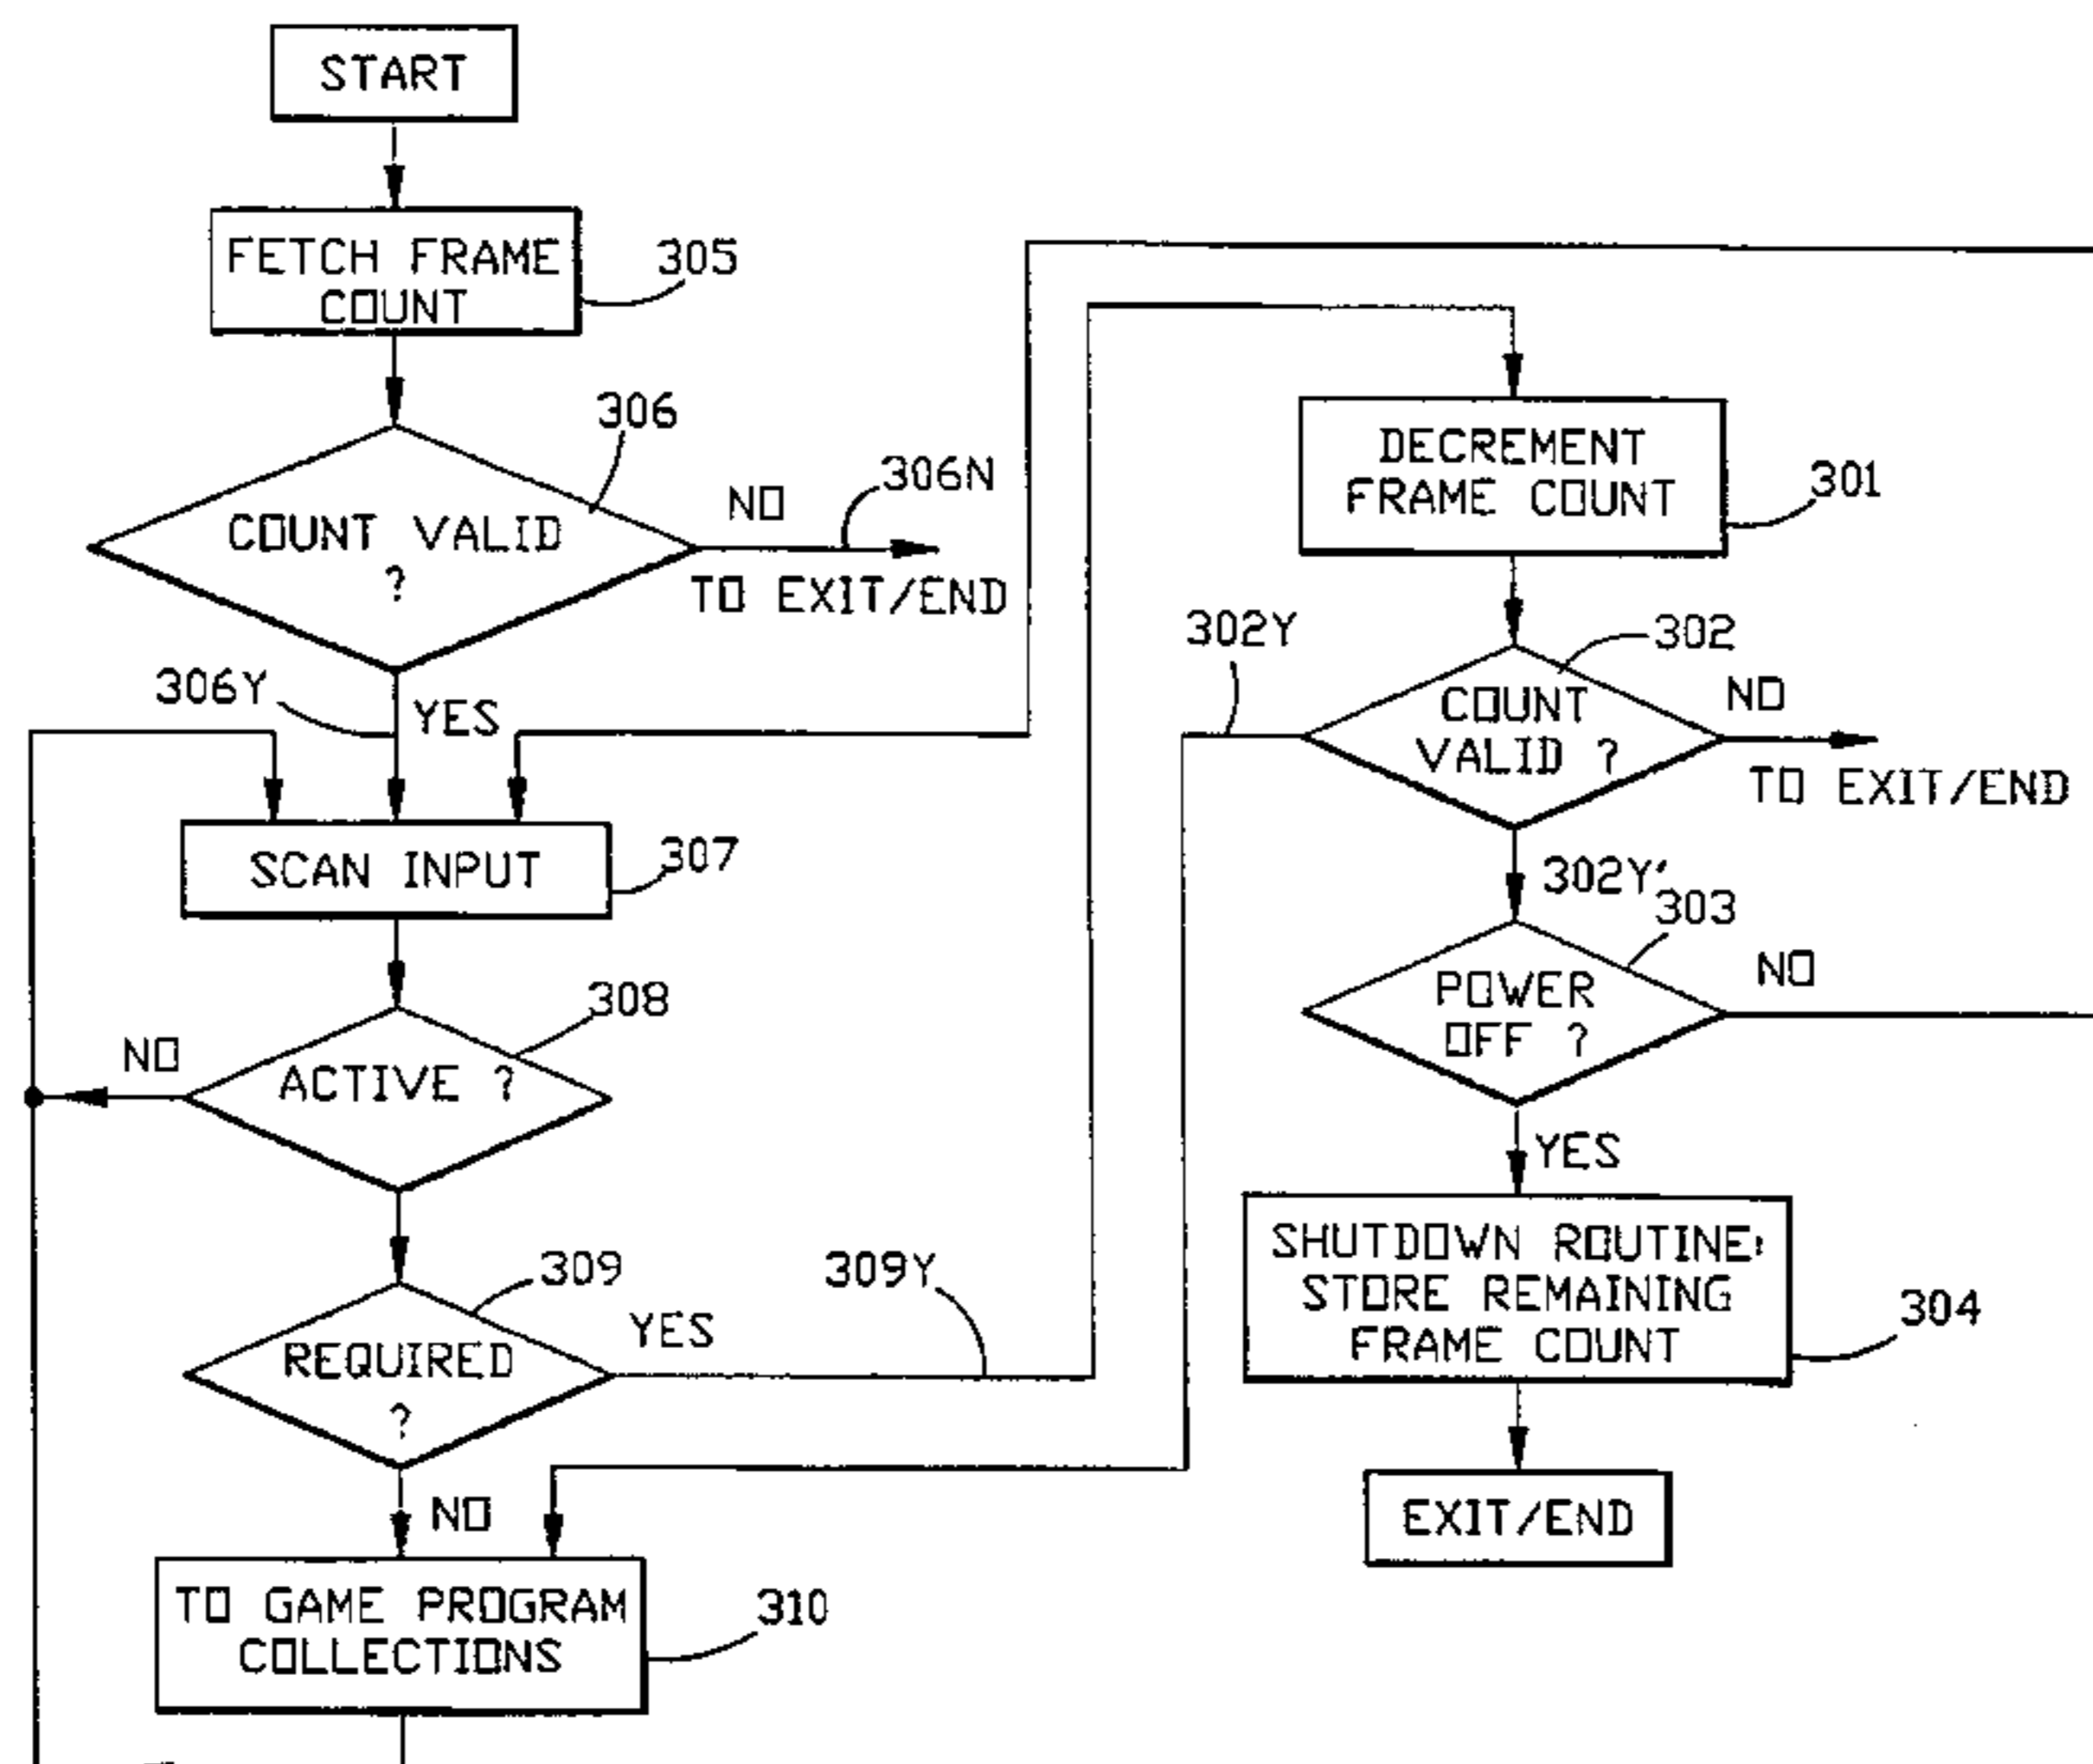 START
FETCH FRAME
COUNT
305
306
COUNT VALID
?
NO
306N
TO EXIT/END
306Y
YES
SCAN INPUT
307
308
NO
ACTIVE ?
309
REQUIRED
?
YES
309Y
NO
TO GAME PROGRAM
COLLECTIONS
310
DECREMENT
FRAME COUNT
301
302Y
302
COUNT
VALID ?
NO
TO EXIT/END
302Y'
303
POWER
OFF ?
NO
YES
SHUTDOWN ROUTINE:
STORE REMAINING
FRAME COUNT
304
EXIT/END